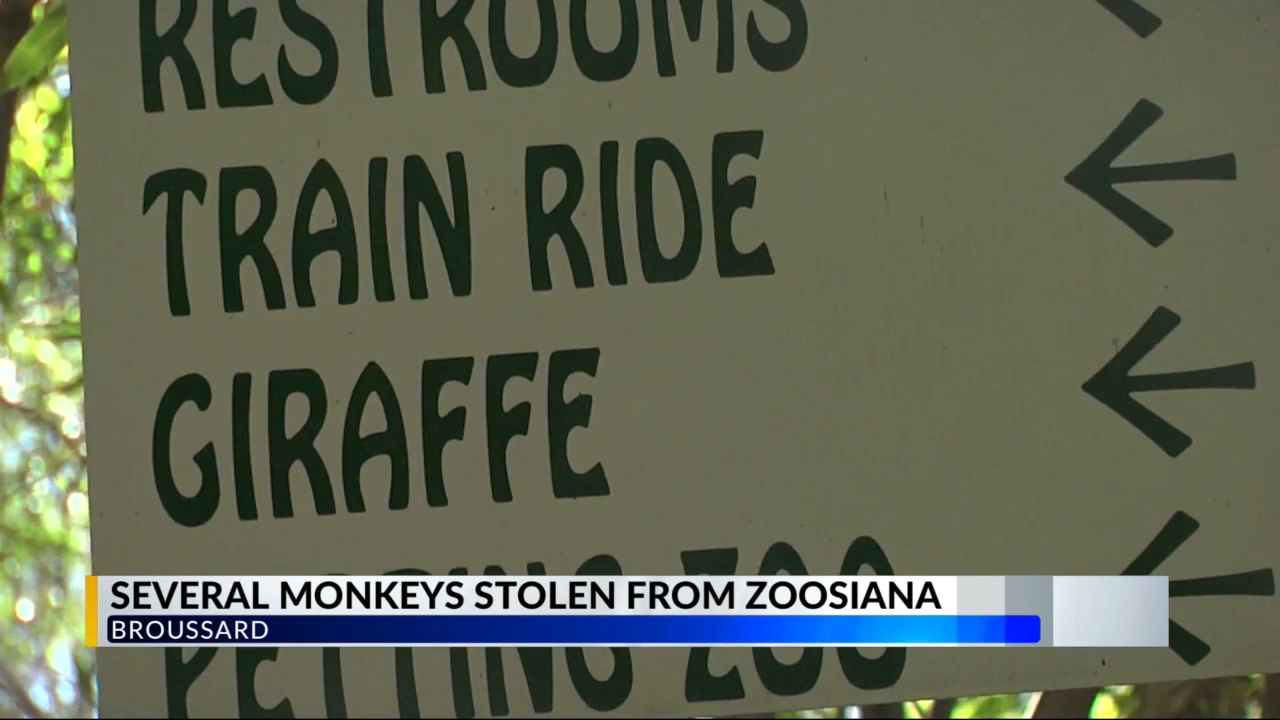 RESTROOMS
TRAIN RIDE
GIRAFFE
PETTING ZOO
SEVERAL MONKEYS STOLEN FROM ZOOSIANA
BROUSSARD